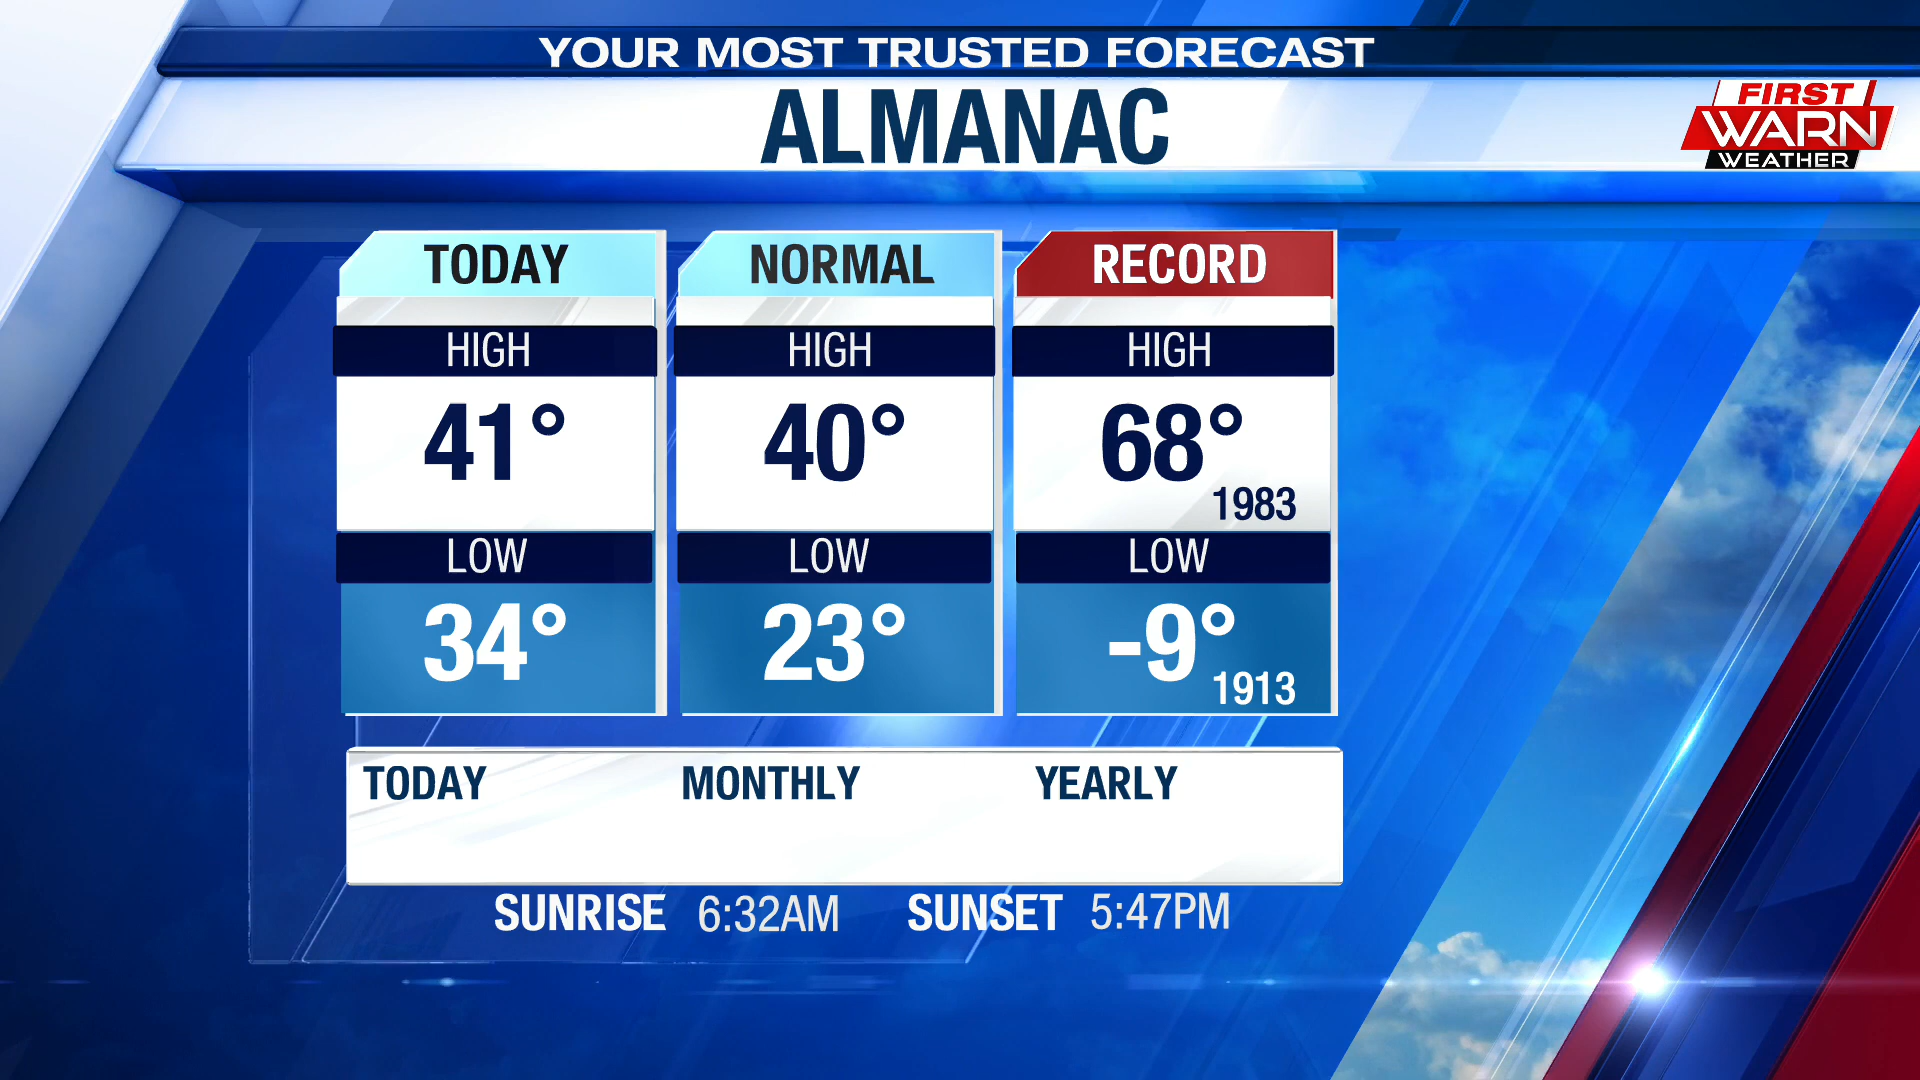 YOUR MOST TRUSTED FORECAST
ALMANAC
FIRST
WARN
WEATHER
TODAY NORMAL RECORD
HIGH HIGH HIGH
41° 40° 68°
1983
LOW LOW LOW
34° 23° -9°
1913
TODAY MONTHLY YEARLY
SUNRISE 6:32AM SUNSET 5:47PM